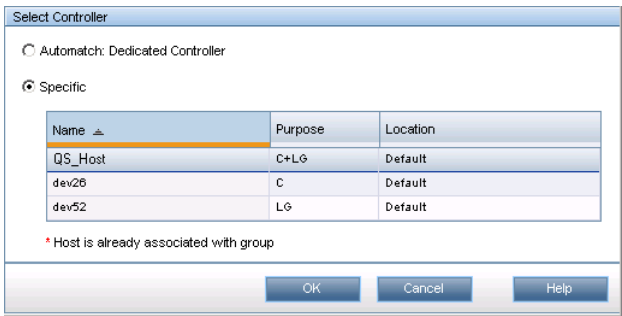 Select Controller
Automatch: Dedicated Controller
Specific
Name Purpose Location
QS_Host C+LG Default
dev26 C Default
dev52 LG Default
* Host is already associated with group
OK Cancel Help